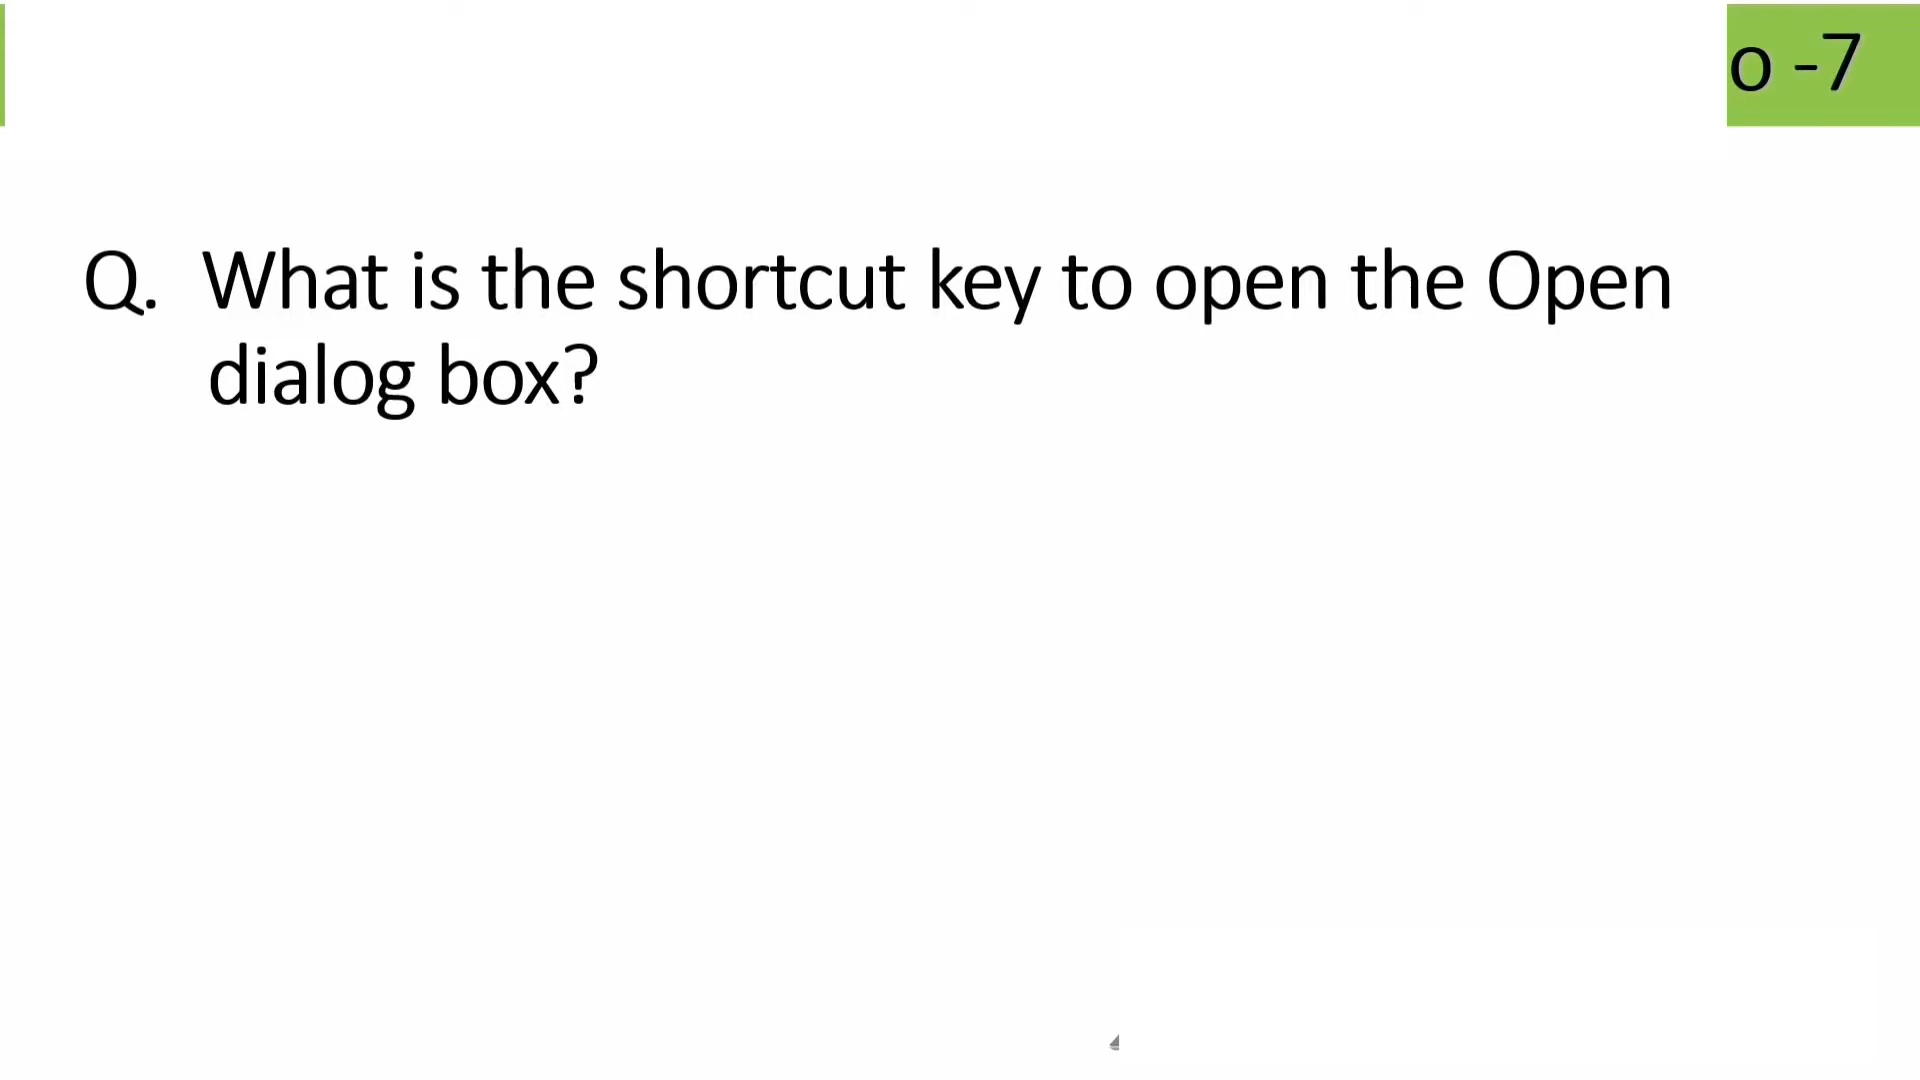 o -7
Q. What is the shortcut key to open the Open
dialog box?